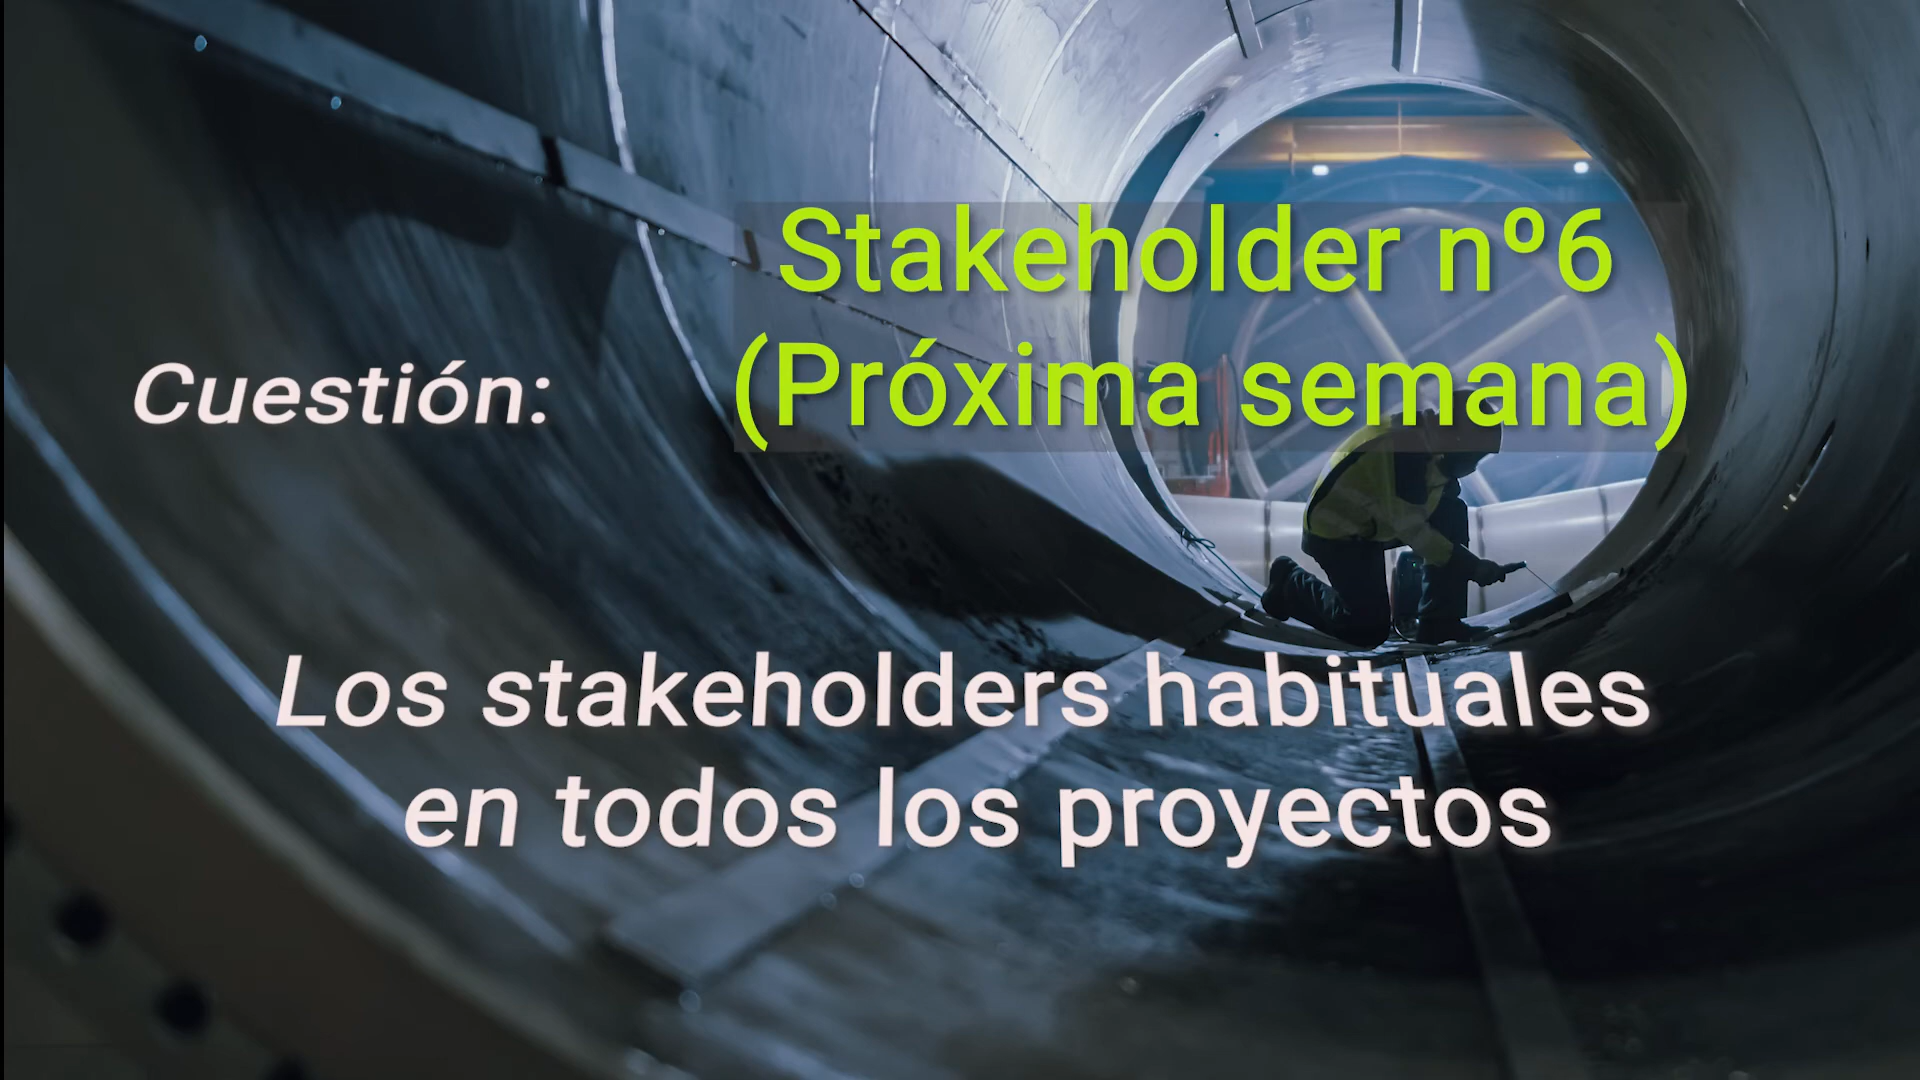 Stakeholder nº6
(Próxima semana)
Cuestión:
Los stakeholders habituales
en todos los proyectos